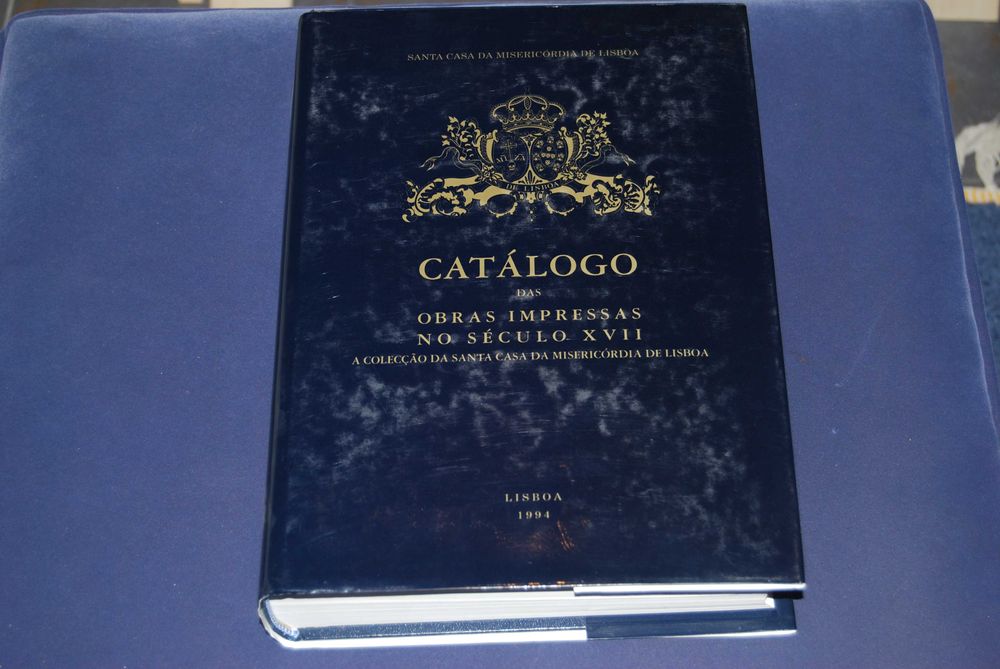 SANTA CASA DA MISERICÓRDIA DE LISBOA
DE LISBOA
CATÁLOGO
DAS
OBRAS IMPRESSAS
NO SÉCULO XVII
A COLECÇÃO DA SANTA CASA DA MISERICÓRDIA DE LISBOA
LISBOA
1994